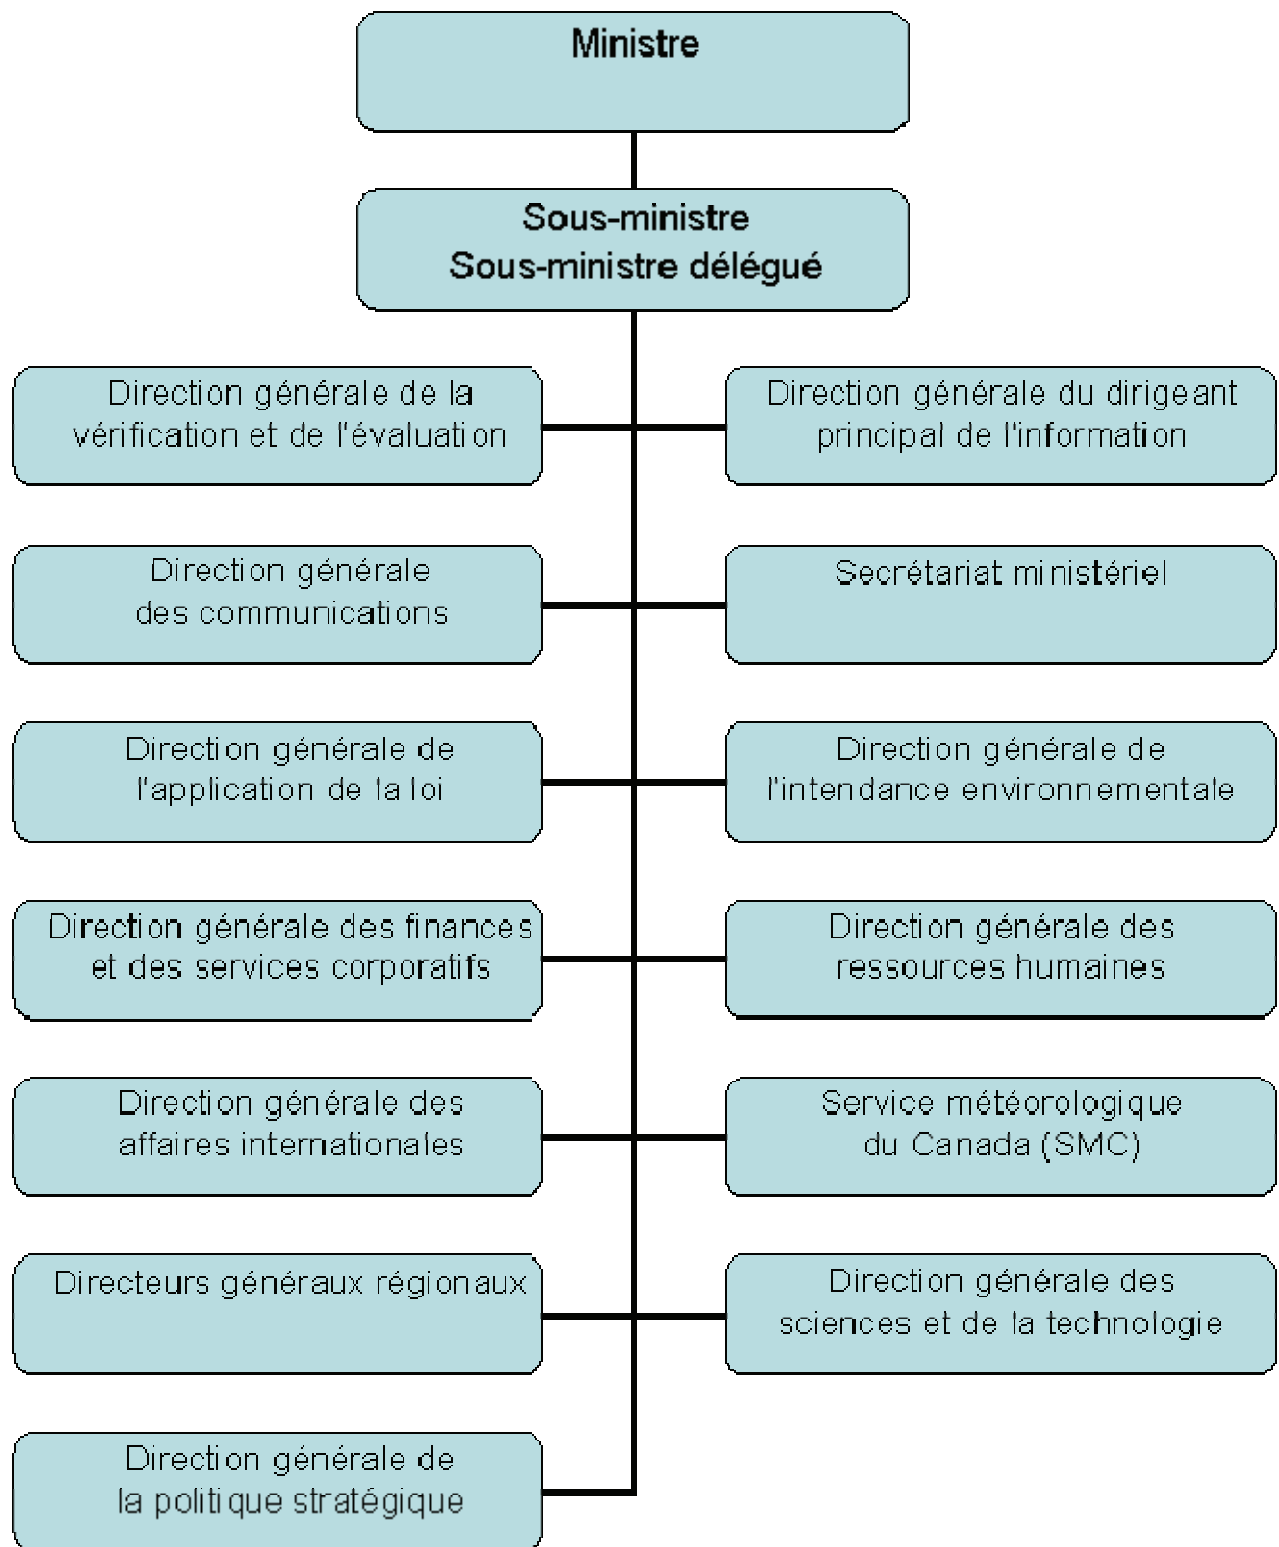 Ministre
Sous-ministre
Sous-ministre délégué
Direction générale de la
vérification et de l'évaluation
Direction générale du dirigeant
principal de l'information
Direction générale
des communications
Secrétariat ministériel
Direction générale de
l'application de la loi
Direction générale de
l'intendance environnementale
Direction générale des finances
et des services corporatifs
Direction générale des
ressources humaines
Direction générale des
affaires internationales
Service météorologique
du Canada (SMC)
Directeurs généraux régionaux
Direction générale des
sciences et de la technologie
Direction générale de
la politique stratégique